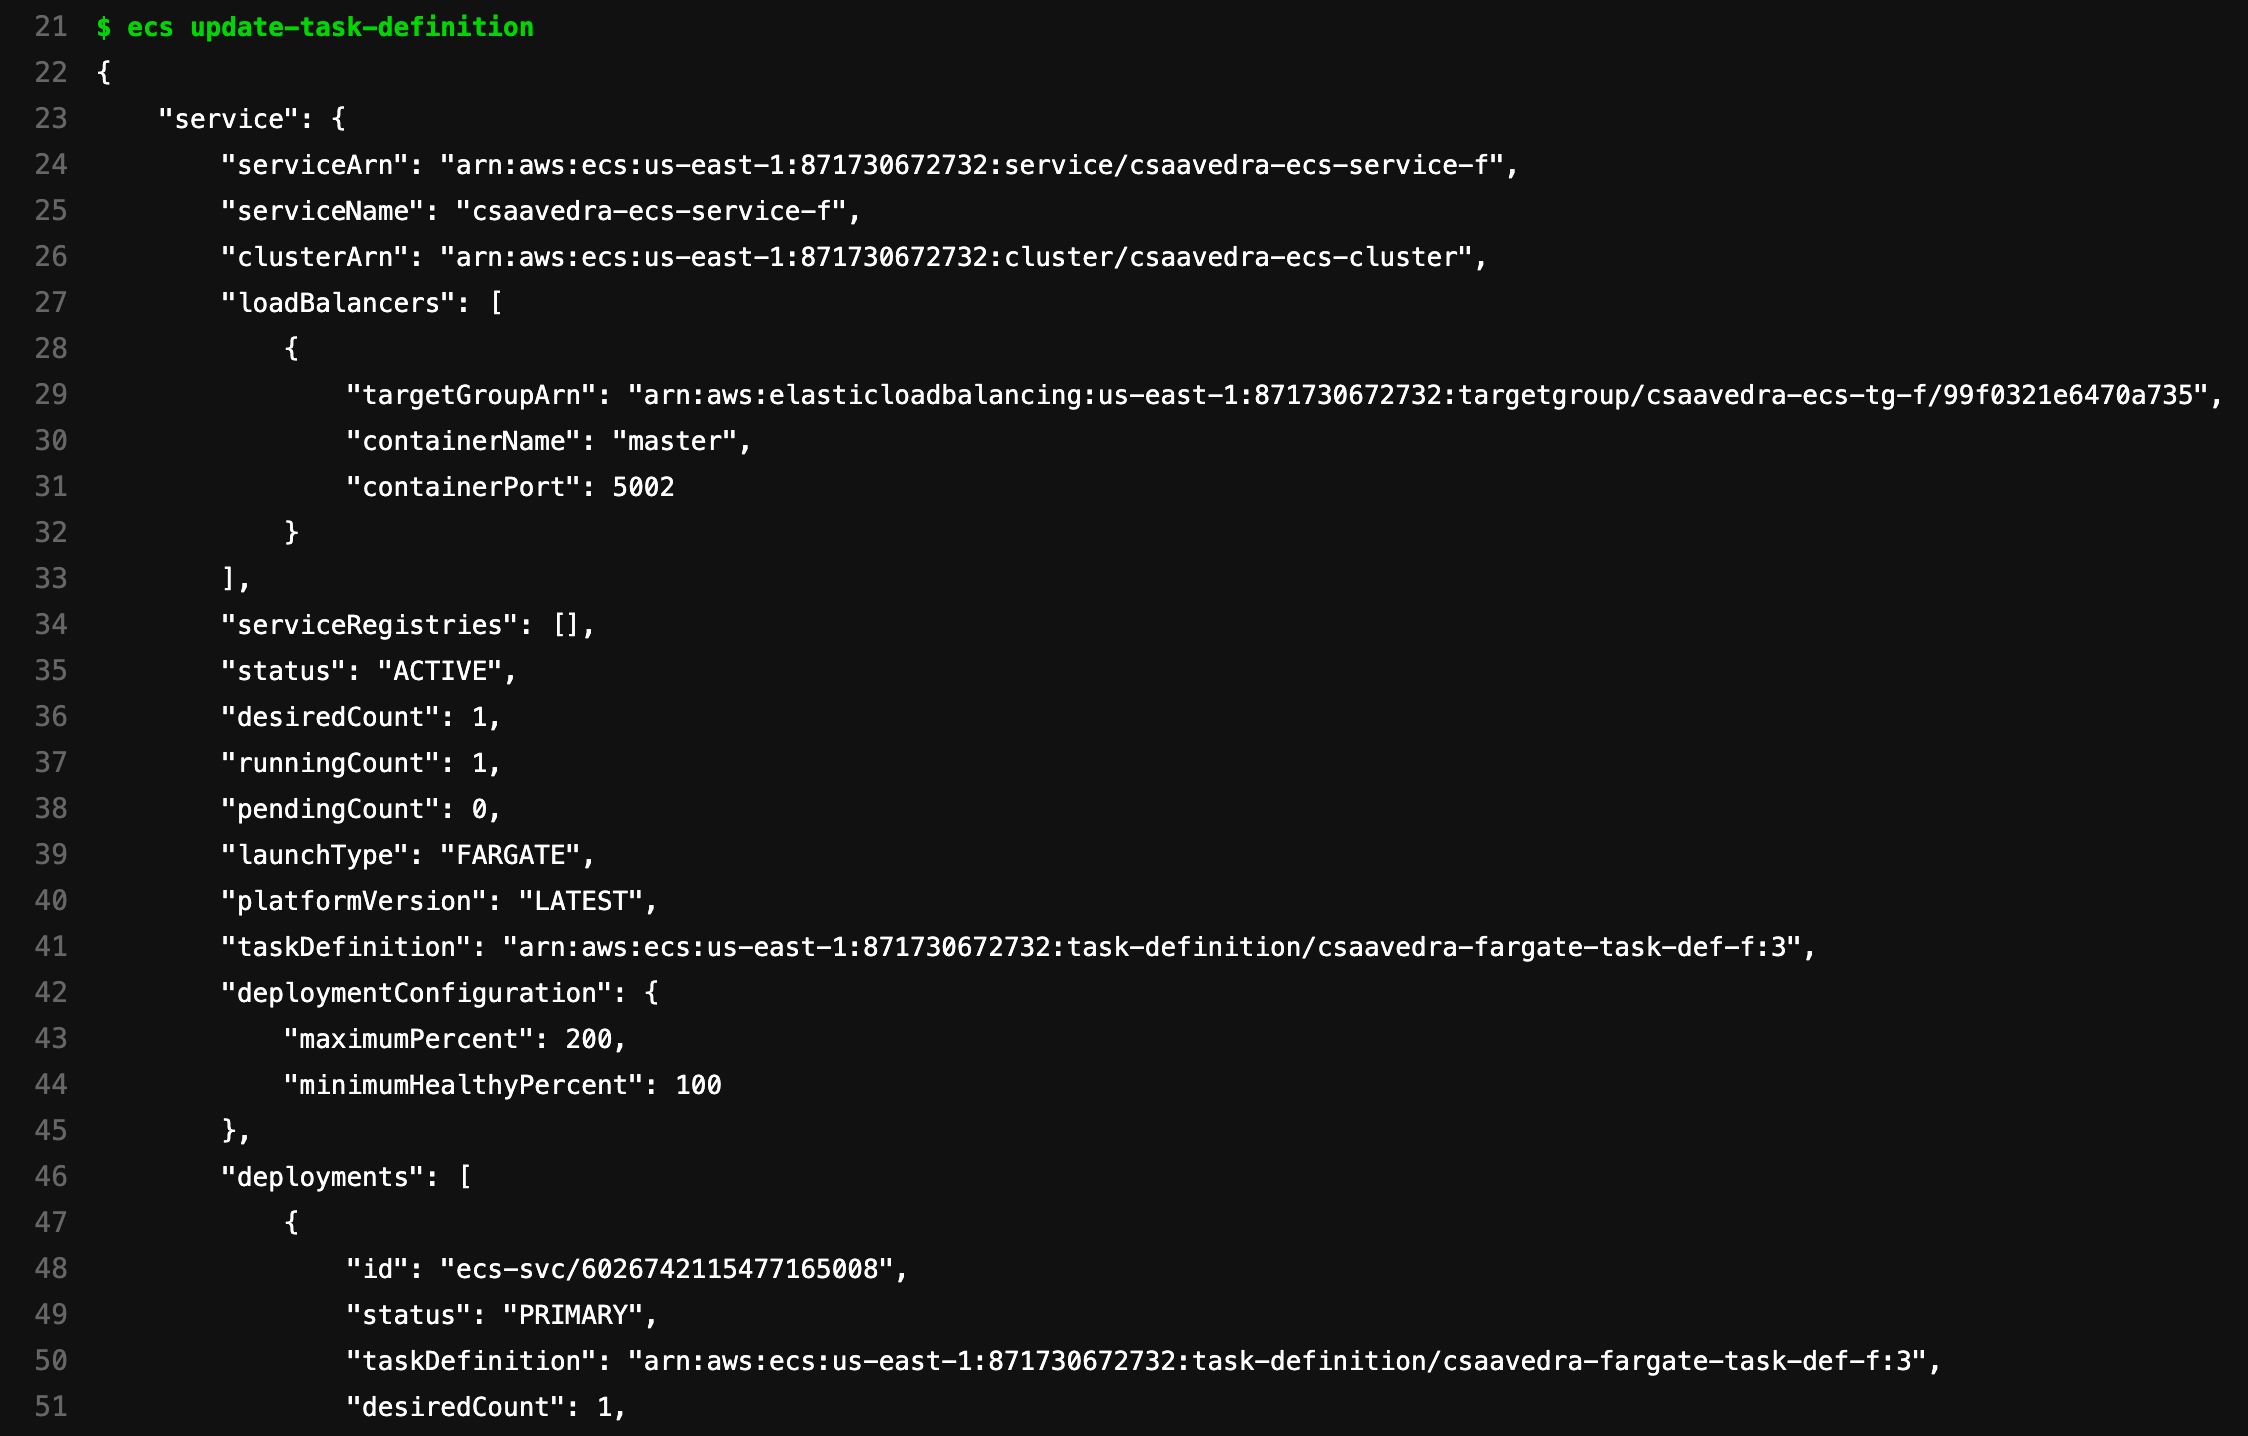 21 $ ecs update-task-definition
22 {
23     "service": {
24         "serviceArn": "arn:aws:ecs:us-east-1:871730672732:service/csaavedra-ecs-service-f",
25         "serviceName": "csaavedra-ecs-service-f",
26         "clusterArn": "arn:aws:ecs:us-east-1:871730672732:cluster/csaavedra-ecs-cluster",
27         "loadBalancers": [
28             {
29                 "targetGroupArn": "arn:aws:elasticloadbalancing:us-east-1:871730672732:targetgroup/csaavedra-ecs-tg-f/99f0321e6470a735",
30                 "containerName": "master",
31                 "containerPort": 5002
32             }
33         ],
34         "serviceRegistries": [],
35         "status": "ACTIVE",
36         "desiredCount": 1,
37         "runningCount": 1,
38         "pendingCount": 0,
39         "launchType": "FARGATE",
40         "platformVersion": "LATEST",
41         "taskDefinition": "arn:aws:ecs:us-east-1:871730672732:task-definition/csaavedra-fargate-task-def-f:3",
42         "deploymentConfiguration": {
43             "maximumPercent": 200,
44             "minimumHealthyPercent": 100
45         },
46         "deployments": [
47             {
48                 "id": "ecs-svc/6026742115477165008",
49                 "status": "PRIMARY",
50                 "taskDefinition": "arn:aws:ecs:us-east-1:871730672732:task-definition/csaavedra-fargate-task-def-f:3",
51                 "desiredCount": 1,